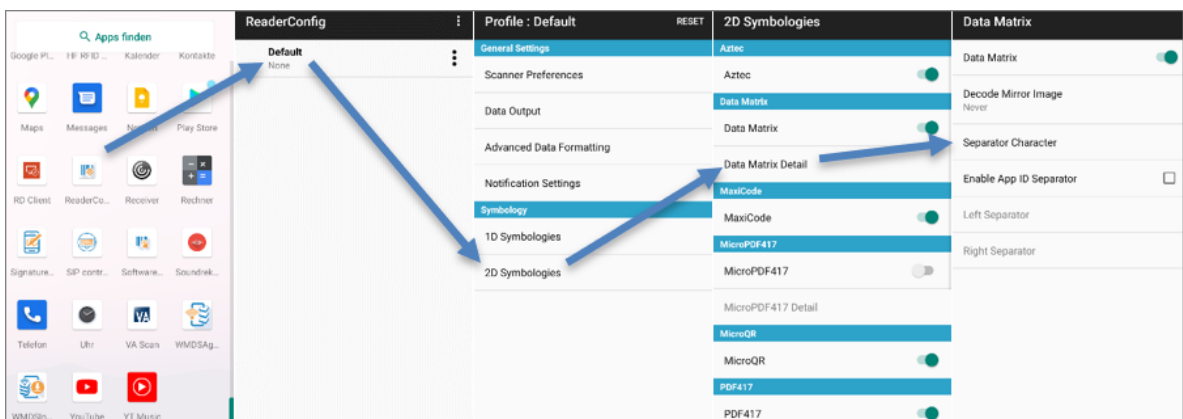 Apps finden
Google Pl... HF RFID ... Kalender Kontakte
Maps Messages Play Store
RD Client ReaderCo... Receiver Rechner
Signature... SIP contr... Software... Soundrek...
Telefon Uhr VA Scan WMDSAg...
WMDSIn... YouTube YT Music
ReaderConfig
Default
None
Profile : Default RESET
General Settings
Scanner Preferences
Data Output
Advanced Data Formatting
Notification Settings
Symbology
1D Symbologies
2D Symbologies
2D Symbologies
Aztec
Aztec
Data Matrix
Data Matrix
Data Matrix Detail
MaxiCode
MaxiCode
MicroPDF417
MicroPDF417
MicroPDF417 Detail
MicroQR
MicroQR
PDF417
PDF417
Data Matrix
Data Matrix
Decode Mirror Image
Never
Separator Character
Enable App ID Separator
Left Separator
Right Separator